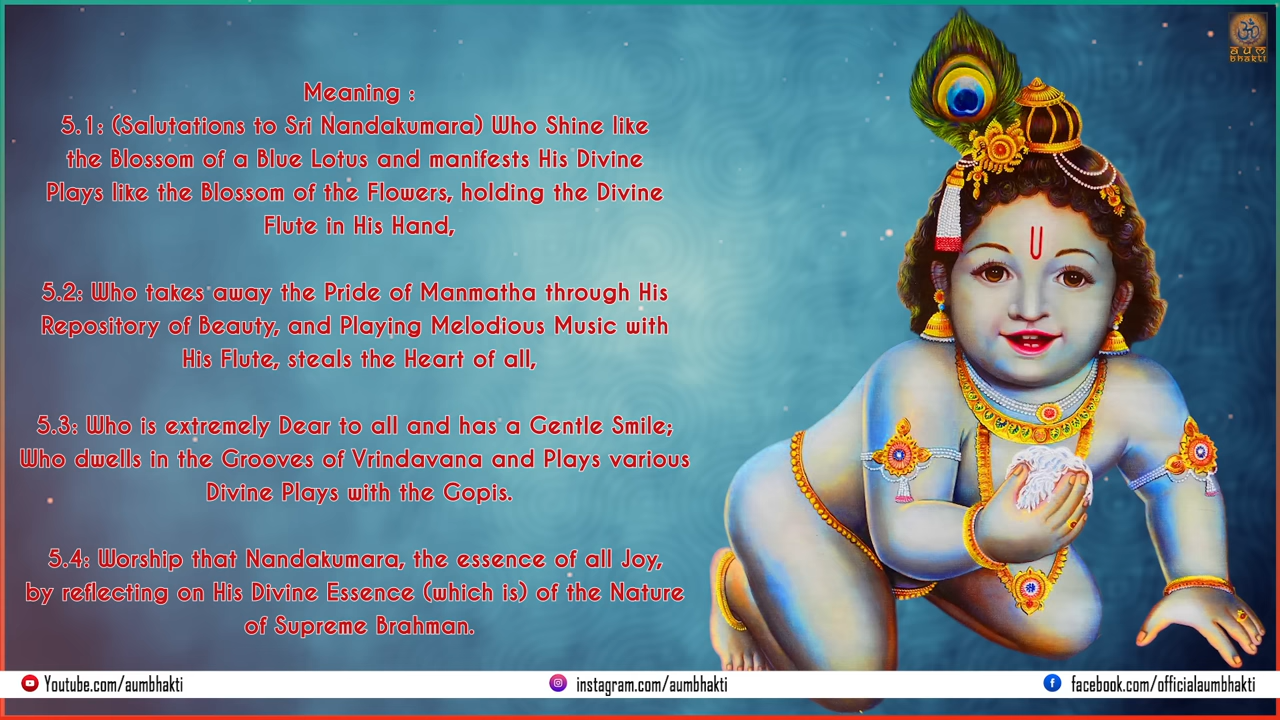 Meaning :
5.1: (Salutations to Sri Nandakumara) Who Shine like
the Blossom of a Blue Lotus and manifests His Divine
Plays like the Blossom of the Flowers, holding the Divine
Flute in His Hand,
5.2: Who takes away the Pride of Manmatha through His
Repository of Beauty, and Playing Melodious Music with
His Flute, steals the Heart of all,
5.3: Who is extremely Dear to all and has a Gentle Smile;
Who dwells in the Grooves of Vrindavana and Plays various
Divine Plays with the Gopis.
5.4: Worship that Nandakumara, the essence of all Joy,
by reflecting on His Divine Essence (which is) of the Nature
of Supreme Brahman.
ॐ
aum
bhakti
Youtube.com/aumbhakti
instagram.com/aumbhakti
facebook.com/officialaumbhakti